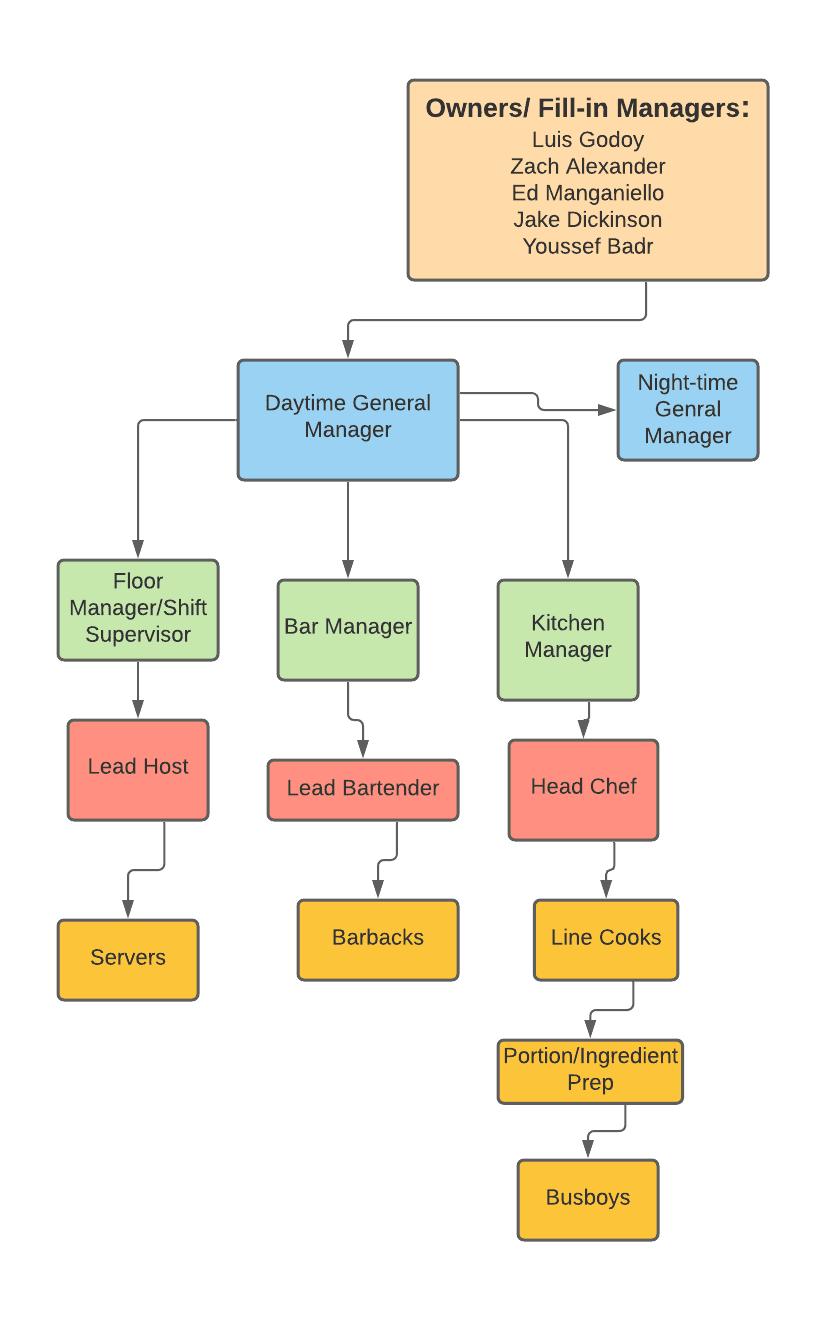 Owners/ Fill-in Managers:
Luis Godoy
Zach Alexander
Ed Manganiello
Jake Dickinson
Youssef Badr
Daytime General
Manager
Night-time
Genral
Manager
Floor
Manager/Shift
Supervisor
Bar Manager
Kitchen
Manager
Lead Host
Lead Bartender
Head Chef
Servers
Barbacks
Line Cooks
Portion/Ingredient
Prep
Busboys